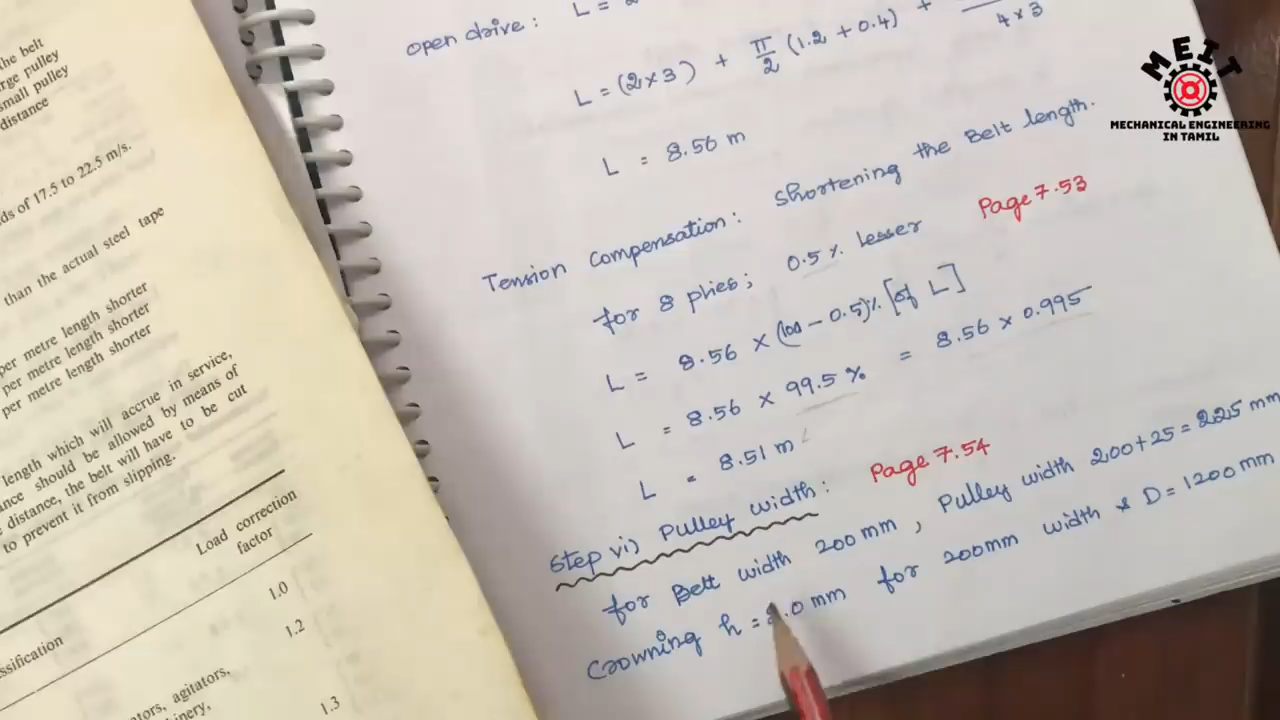 the belt
rge pulley
small pulley
distance
ds of 17.5 to 22.5 m/s.
than the actual steel tape
per metre length shorter
per metre length shorter
per metre length shorter
length which will accrue in service,
ance should be allowed by means of
distance, the belt will have to be cut
to prevent it from slipping.
Load correction
factor
ssification
1.0
1.2
ators, agitators,
hinery,
1.3
open drive : L =
L = (2x3) + π/2 (1.2 + 0.4) +
4x3
L = 8.56 m
Tension Compensation: Shortening the Belt length.
for 8 plies; 0.5% lesser Page 7.53
L = 8.56 x (100 - 0.5)% [of L]
L = 8.56 x 99.5% = 8.56 x 0.995
L = 8.51 m
Step vi) Pulley width: Page 7.54
for Belt width 200mm, Pulley width 200+25 = 225 mm
Crowning h = .0 mm for 200mm width & D = 1200 mm
MEIT
MECHANICAL ENGINEERING
IN TAMIL